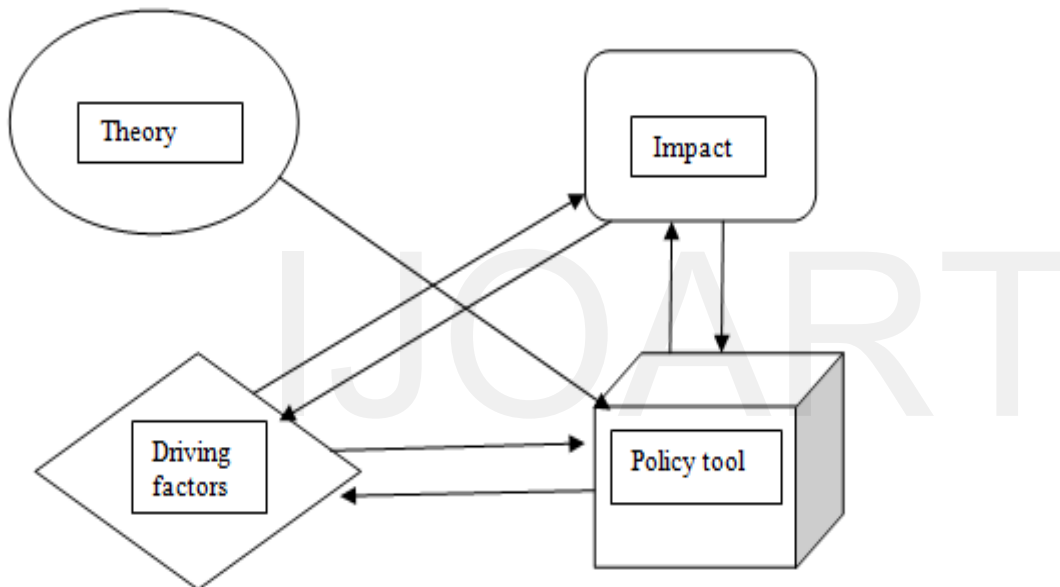 Theory
Impact
IJOART
Driving
factors
Policy tool